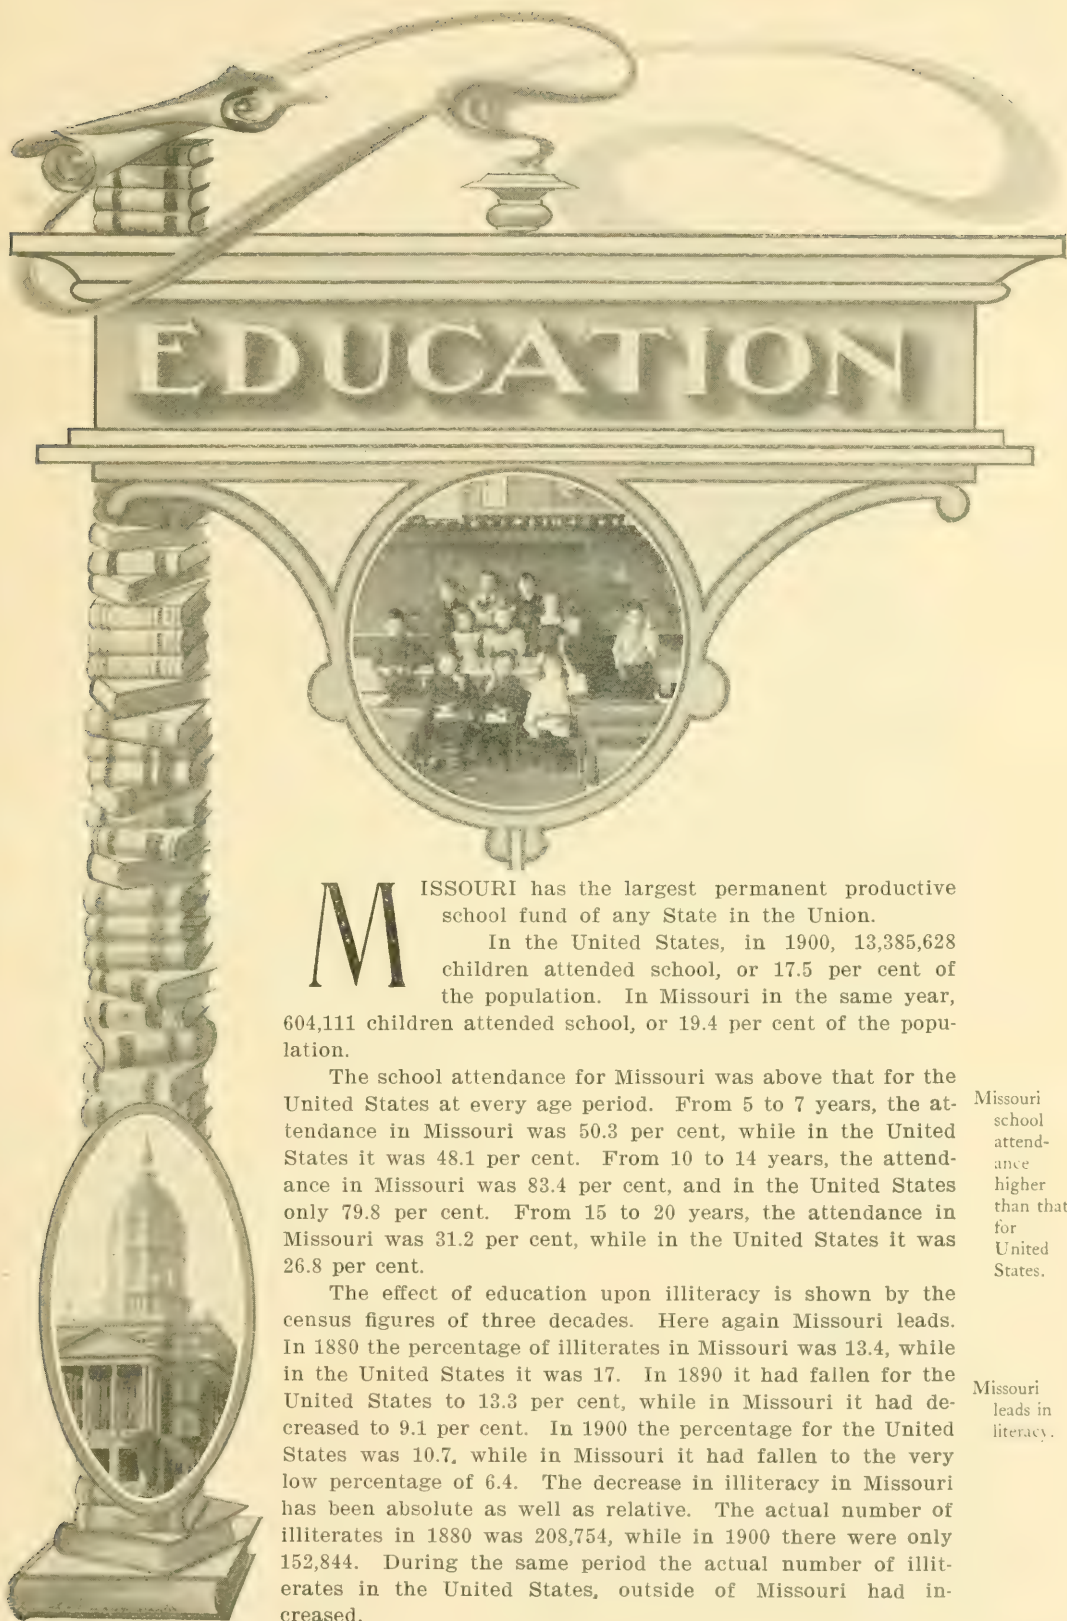 EDUCATION
MISSOURI has the largest permanent productive
school fund of any State in the Union.
In the United States, in 1900, 13,385,628
children attended school, or 17.5 per cent of
the population. In Missouri in the same year,
604,111 children attended school, or 19.4 per cent of the popu-
lation.
The school attendance for Missouri was above that for the
United States at every age period. From 5 to 7 years, the at-
tendance in Missouri was 50.3 per cent, while in the United
States it was 48.1 per cent. From 10 to 14 years, the attend-
ance in Missouri was 83.4 per cent, and in the United States
only 79.8 per cent. From 15 to 20 years, the attendance in
Missouri was 31.2 per cent, while in the United States it was
26.8 per cent.
Missouri
school
attend-
ance
higher
than that
for
United
States.
The effect of education upon illiteracy is shown by the
census figures of three decades. Here again Missouri leads.
In 1880 the percentage of illiterates in Missouri was 13.4, while
in the United States it was 17. In 1890 it had fallen for the
United States to 13.3 per cent, while in Missouri it had de-
creased to 9.1 per cent. In 1900 the percentage for the United
States was 10.7, while in Missouri it had fallen to the very
low percentage of 6.4. The decrease in illiteracy in Missouri
has been absolute as well as relative. The actual number of
illiterates in 1880 was 208,754, while in 1900 there were only
152,844. During the same period the actual number of illit-
erates in the United States, outside of Missouri had in-
creased.
Missouri
leads in
literacy.